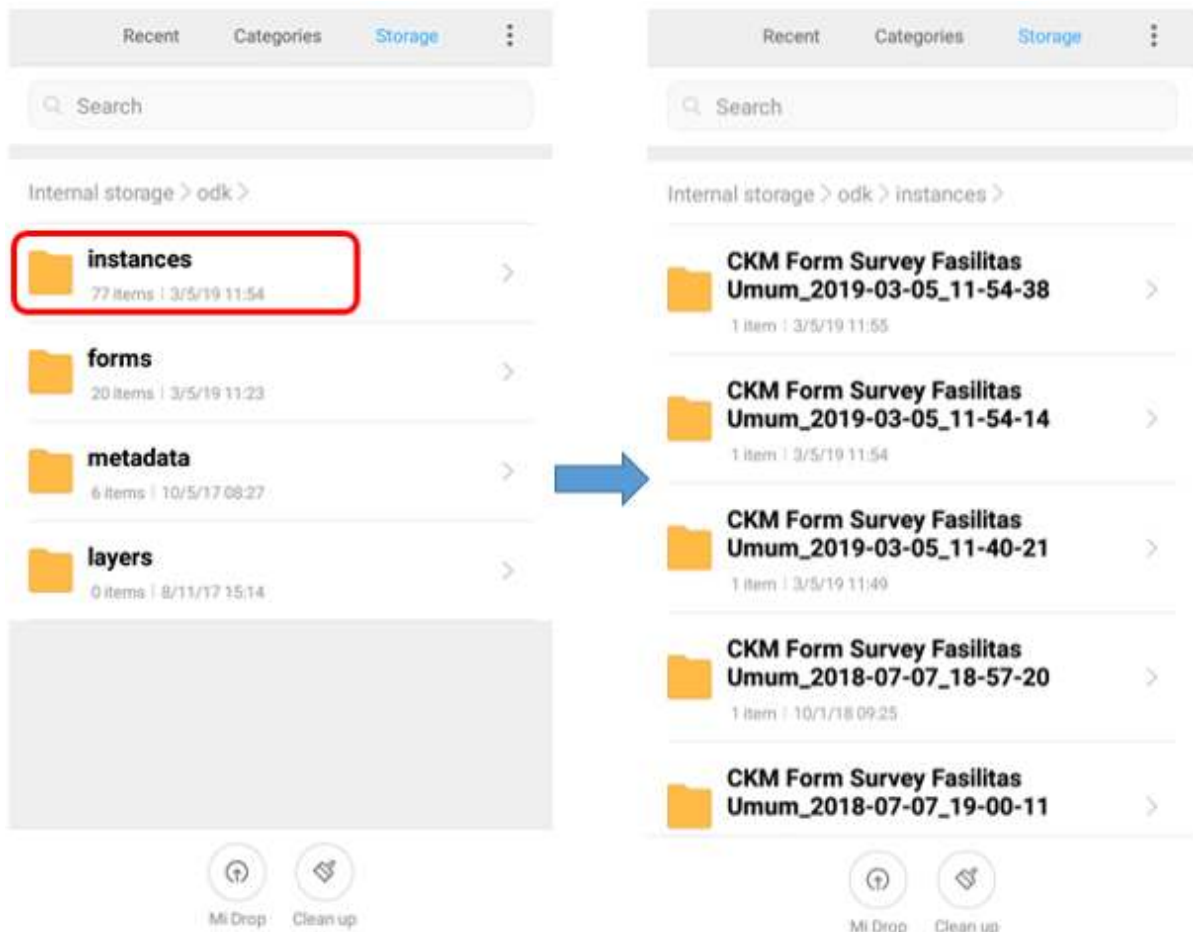 Recent Categories Storage
Search
Internal storage > odk >
instances
77 items | 3/5/19 11:54
forms
20 items | 3/5/19 11:23
metadata
6 items | 10/5/17 08:27
layers
0 items | 8/11/17 15:14
Mi Drop Clean up
Recent Categories Storage
Search
Internal storage > odk > instances >
CKM Form Survey Fasilitas
Umum_2019-03-05_11-54-38
1 item | 3/5/19 11:55
CKM Form Survey Fasilitas
Umum_2019-03-05_11-54-14
1 item | 3/5/19 11:54
CKM Form Survey Fasilitas
Umum_2019-03-05_11-40-21
1 item | 3/5/19 11:49
CKM Form Survey Fasilitas
Umum_2018-07-07_18-57-20
1 item | 10/1/18 09:25
CKM Form Survey Fasilitas
Umum_2018-07-07_19-00-11
Mi Drop Clean up